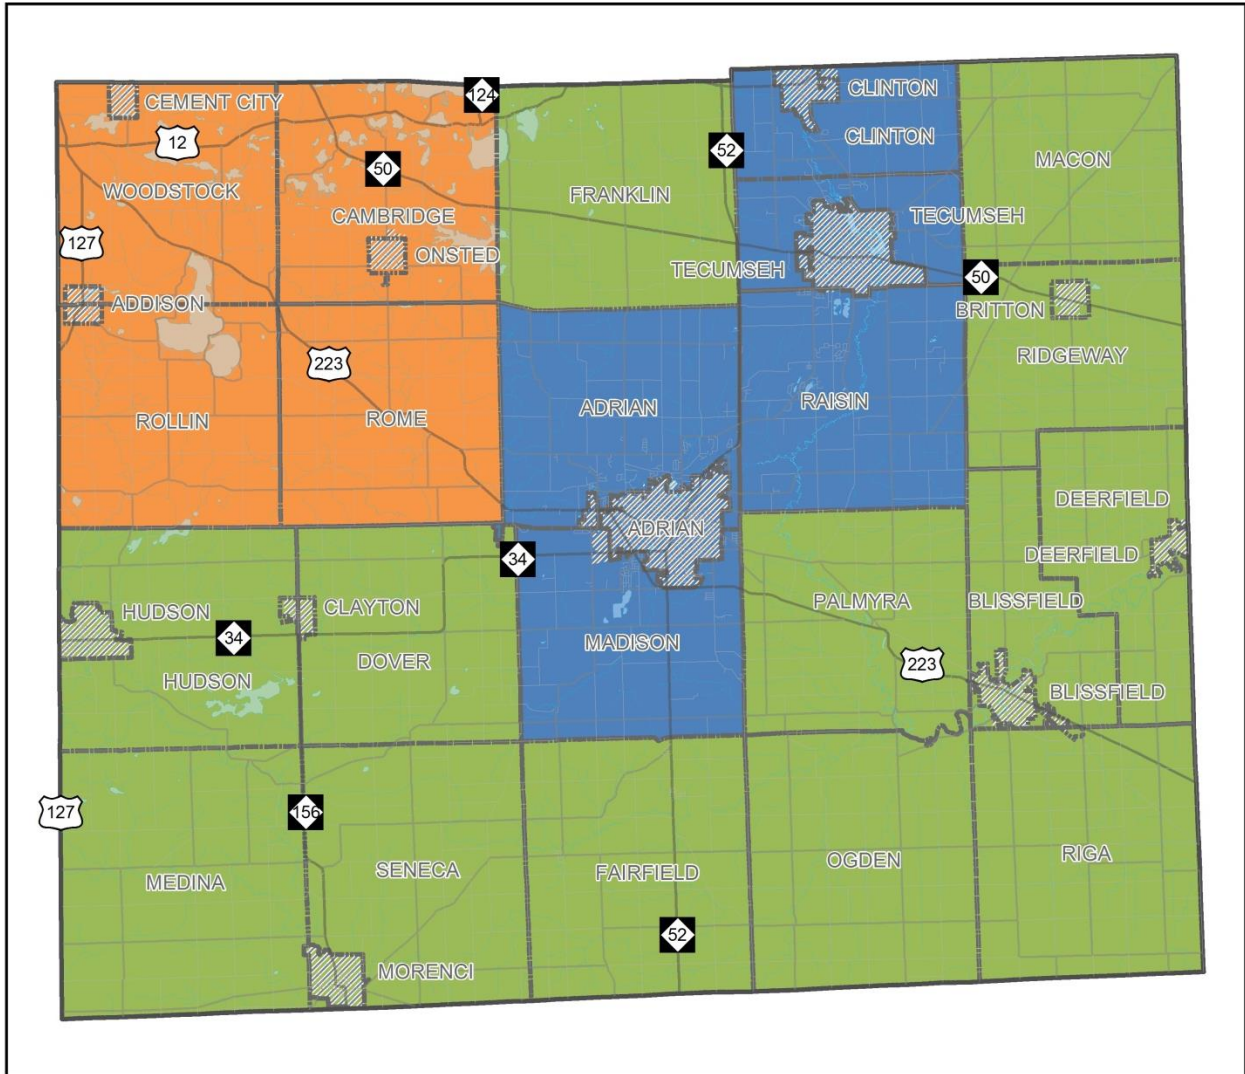 CLINTON
124
CEMENT CITY
12
52
CLINTON
MACON
50
WOODSTOCK
FRANKLIN
CAMBRIDGE
TECUMSEH
127
ONSTED
TECUMSEH
50
ADDISON
BRITTON
RIDGEWAY
223
ADRIAN
RAISIN
ROLLIN
ROME
DEERFIELD
ADRIAN
DEERFIELD
34
HUDSON
CLAYTON
PALMYRA
BLISSFIELD
34
MADISON
DOVER
223
HUDSON
BLISSFIELD
127
156
RIGA
OGDEN
SENECA
FAIRFIELD
MEDINA
52
MORENCI